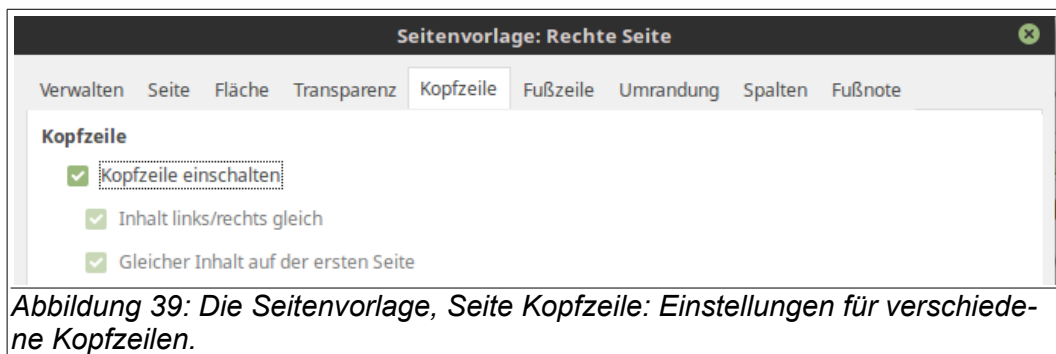 Seitenvorlage: Rechte Seite
Verwalten Seite Fläche Transparenz Kopfzeile Fußzeile Umrandung Spalten Fußnote
Kopfzeile
Kopfzeile einschalten
Inhalt links/rechts gleich
Gleicher Inhalt auf der ersten Seite
Abbildung 39: Die Seitenvorlage, Seite Kopfzeile: Einstellungen für verschiede-
ne Kopfzeilen.